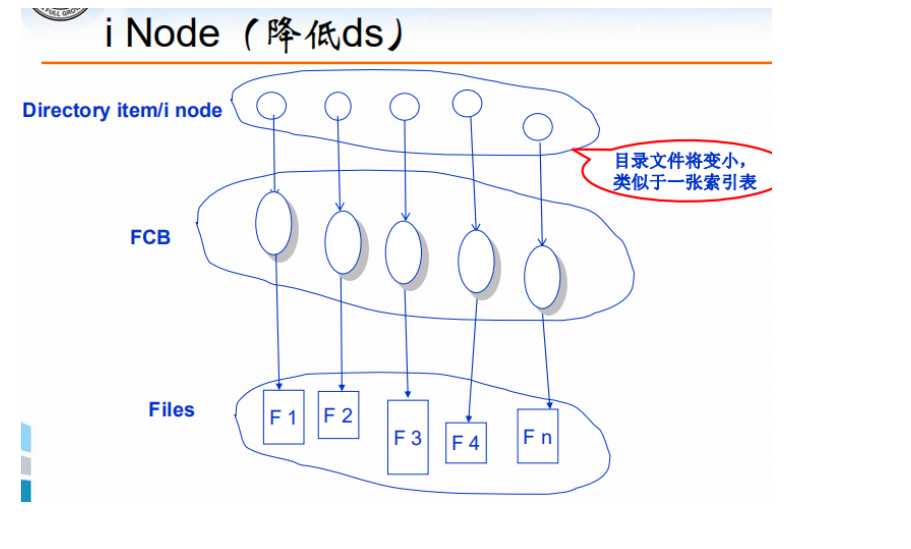 i Node（降低ds）
Directory item/i node
目录文件将变小，
类似于一张索引表
FCB
Files
F 1
F 2
F 3
F 4
F n